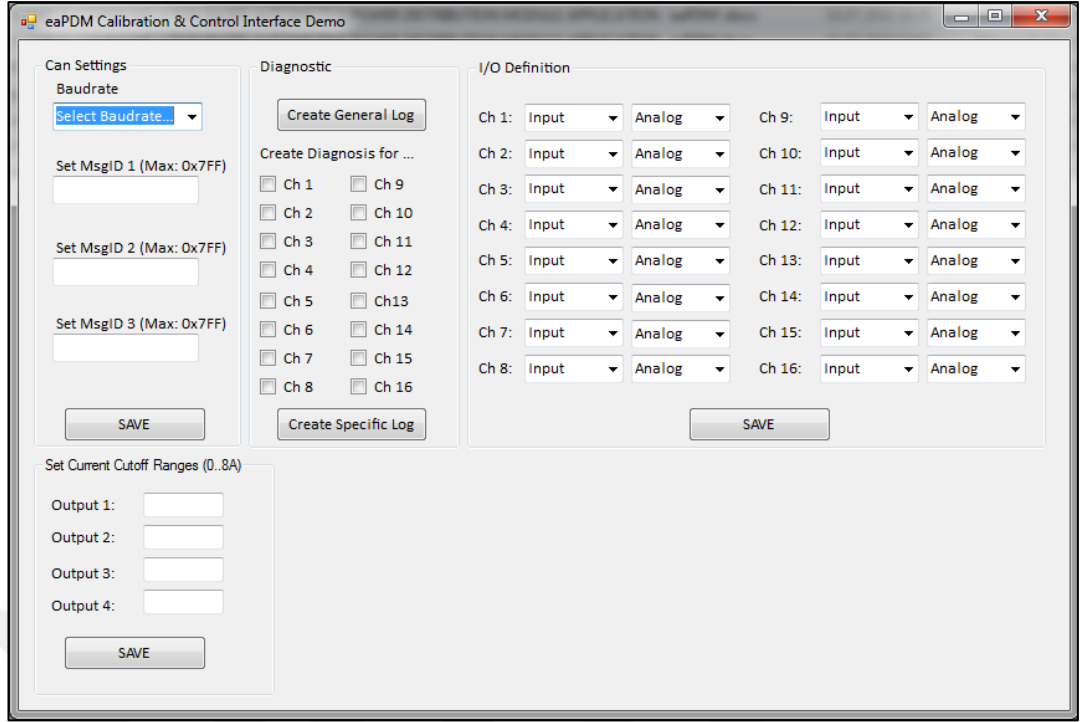 eaPDM Calibration & Control Interface Demo
Can Settings
Baudrate
Select Baudrate...
Set MsgID 1 (Max: 0x7FF)
Set MsgID 2 (Max: 0x7FF)
Set MsgID 3 (Max: 0x7FF)
SAVE
Diagnostic
Create General Log
Create Diagnosis for ...
Ch 1 Ch 9
Ch 2 Ch 10
Ch 3 Ch 11
Ch 4 Ch 12
Ch 5 Ch13
Ch 6 Ch 14
Ch 7 Ch 15
Ch 8 Ch 16
Create Specific Log
I/O Definition
Ch 1: Input Analog Ch 9: Input Analog
Ch 2: Input Analog Ch 10: Input Analog
Ch 3: Input Analog Ch 11: Input Analog
Ch 4: Input Analog Ch 12: Input Analog
Ch 5: Input Analog Ch 13: Input Analog
Ch 6: Input Analog Ch 14: Input Analog
Ch 7: Input Analog Ch 15: Input Analog
Ch 8: Input Analog Ch 16: Input Analog
SAVE
Set Current Cutoff Ranges (0..8A)
Output 1:
Output 2:
Output 3:
Output 4:
SAVE